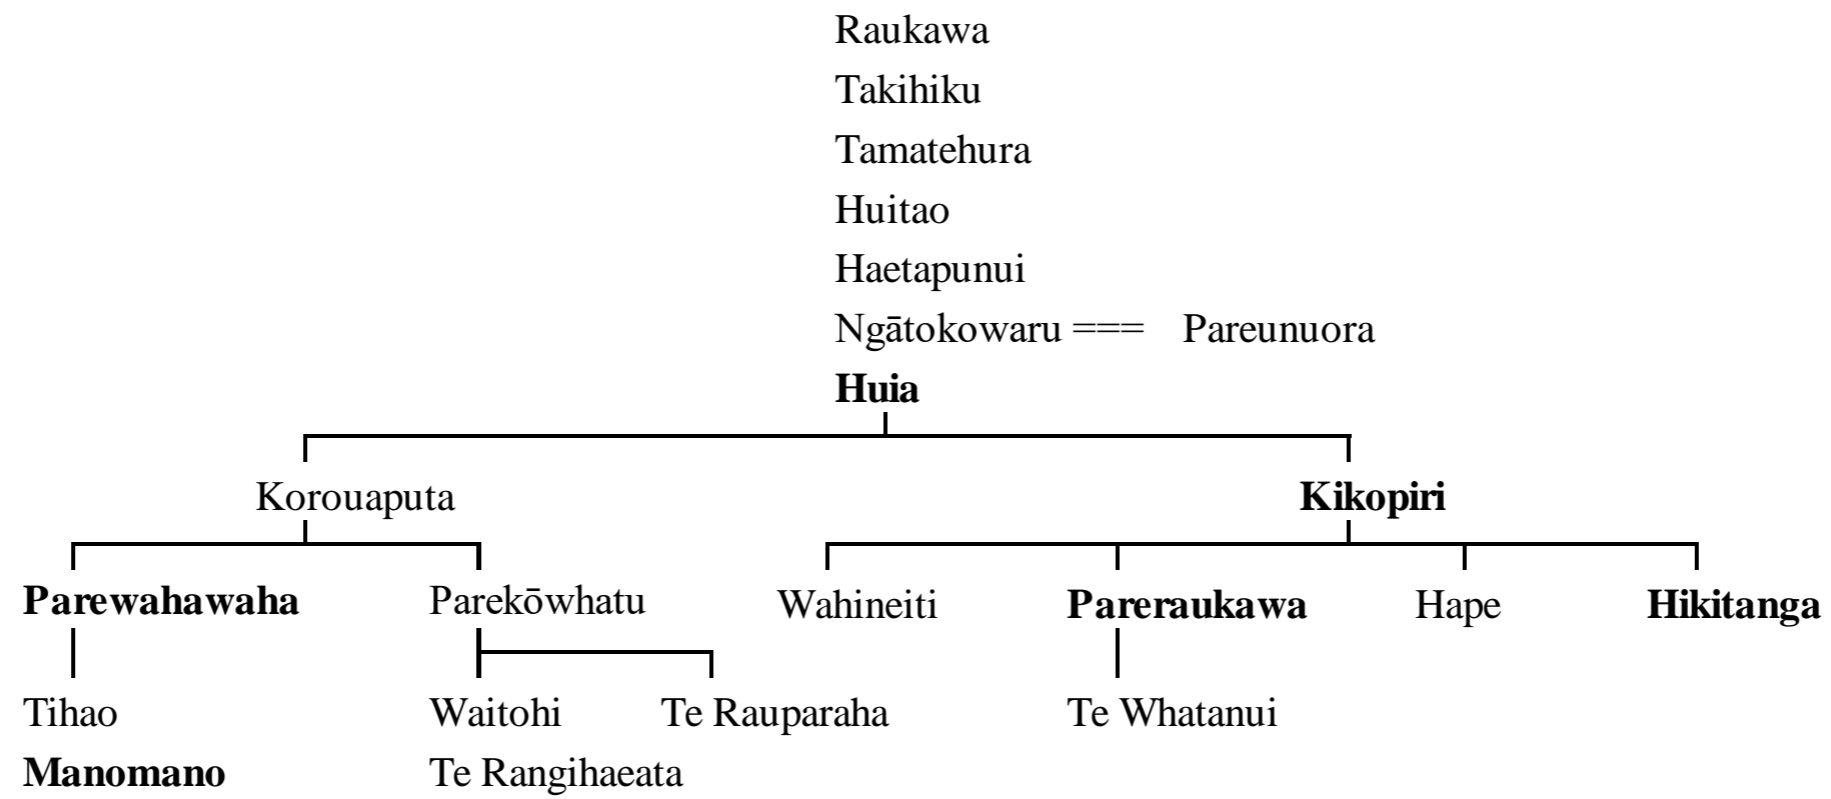 Raukawa
Takihiku
Tamatehura
Huitao
Haetapunui
Ngātokowaru === Pareunuora
Huia
Korouaputa Kikopiri
Parewahawaha Parekōwhatu Wahineiti Pareraukawa Hape Hikitanga
Tihao Waitohi Te Rauparaha Te Whatanui
Manomano Te Rangihaeata